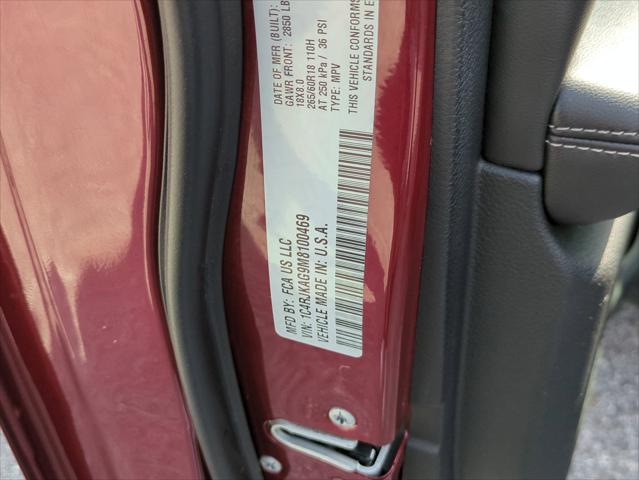 MFD BY: FCA US LLC
DATE OF MFR (BUILT):
GAWR FRONT: 2850 LB
18X8.0
265/60R18 110H
AT 250 kPa / 36 PSI
VIN: 1C4RJKAG9M8100469
TYPE: MPV
VEHICLE MADE IN: U.S.A.
THIS VEHICLE CONFORMS
STANDARDS IN E